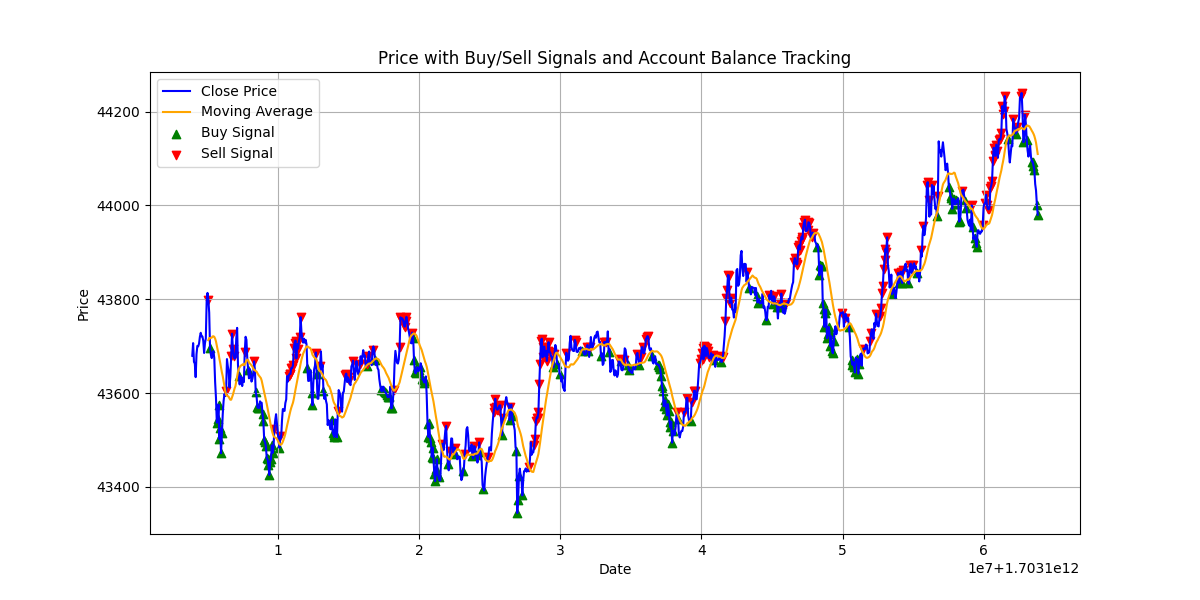 Price with Buy/Sell Signals and Account Balance Tracking
Close Price
Moving Average
Buy Signal
Sell Signal
44200
44000
43800
43600
43400
Price
1 2 3 4 5 6
Date
1e7+1.7031e12